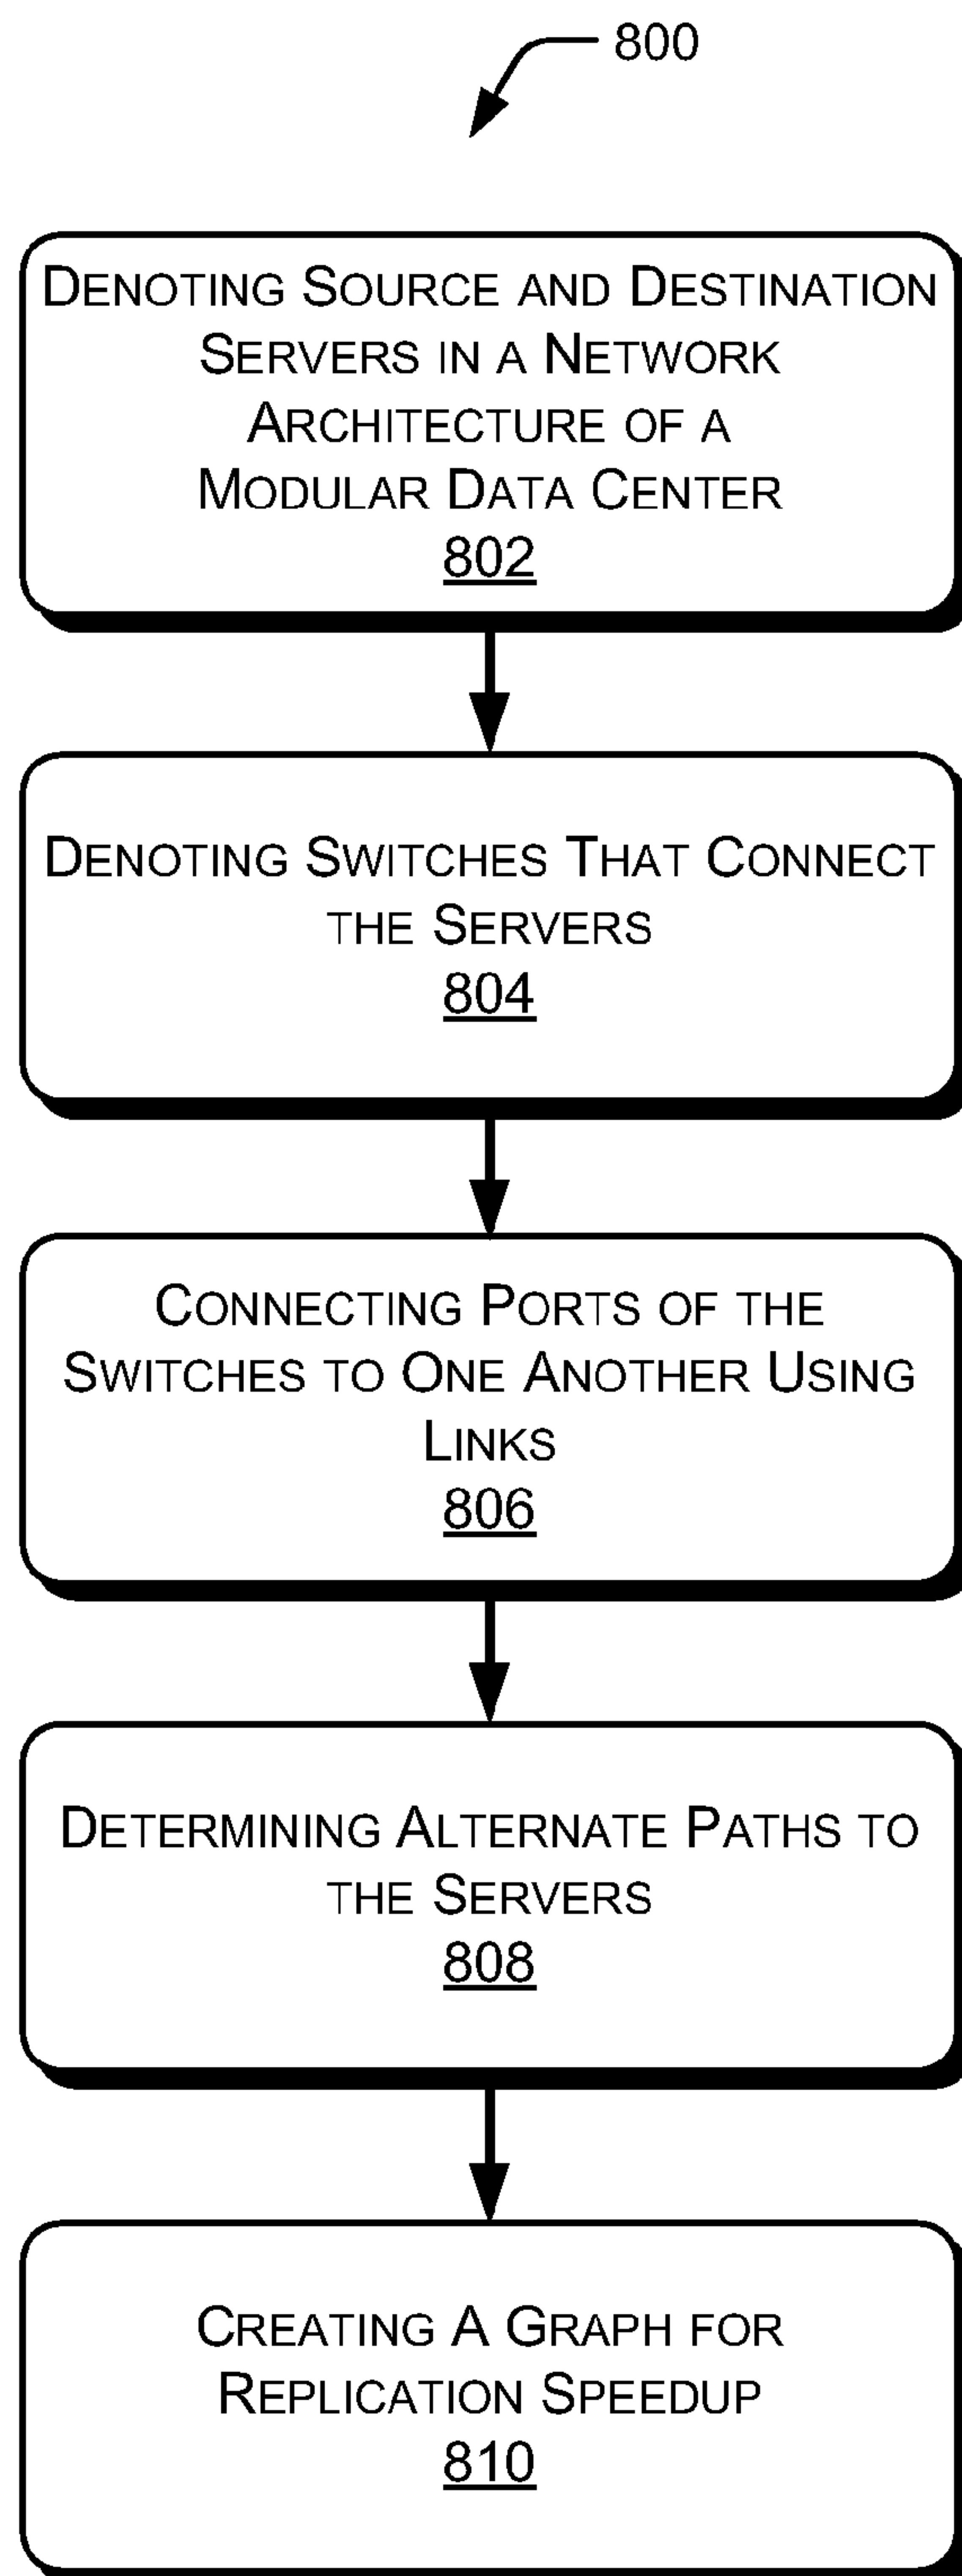 800
DENOTING SOURCE AND DESTINATION
SERVERS IN A NETWORK
ARCHITECTURE OF A
MODULAR DATA CENTER
802
DENOTING SWITCHES THAT CONNECT
THE SERVERS
804
CONNECTING PORTS OF THE
SWITCHES TO ONE ANOTHER USING
LINKS
806
DETERMINING ALTERNATE PATHS TO
THE SERVERS
808
CREATING A GRAPH FOR
REPLICATION SPEEDUP
810